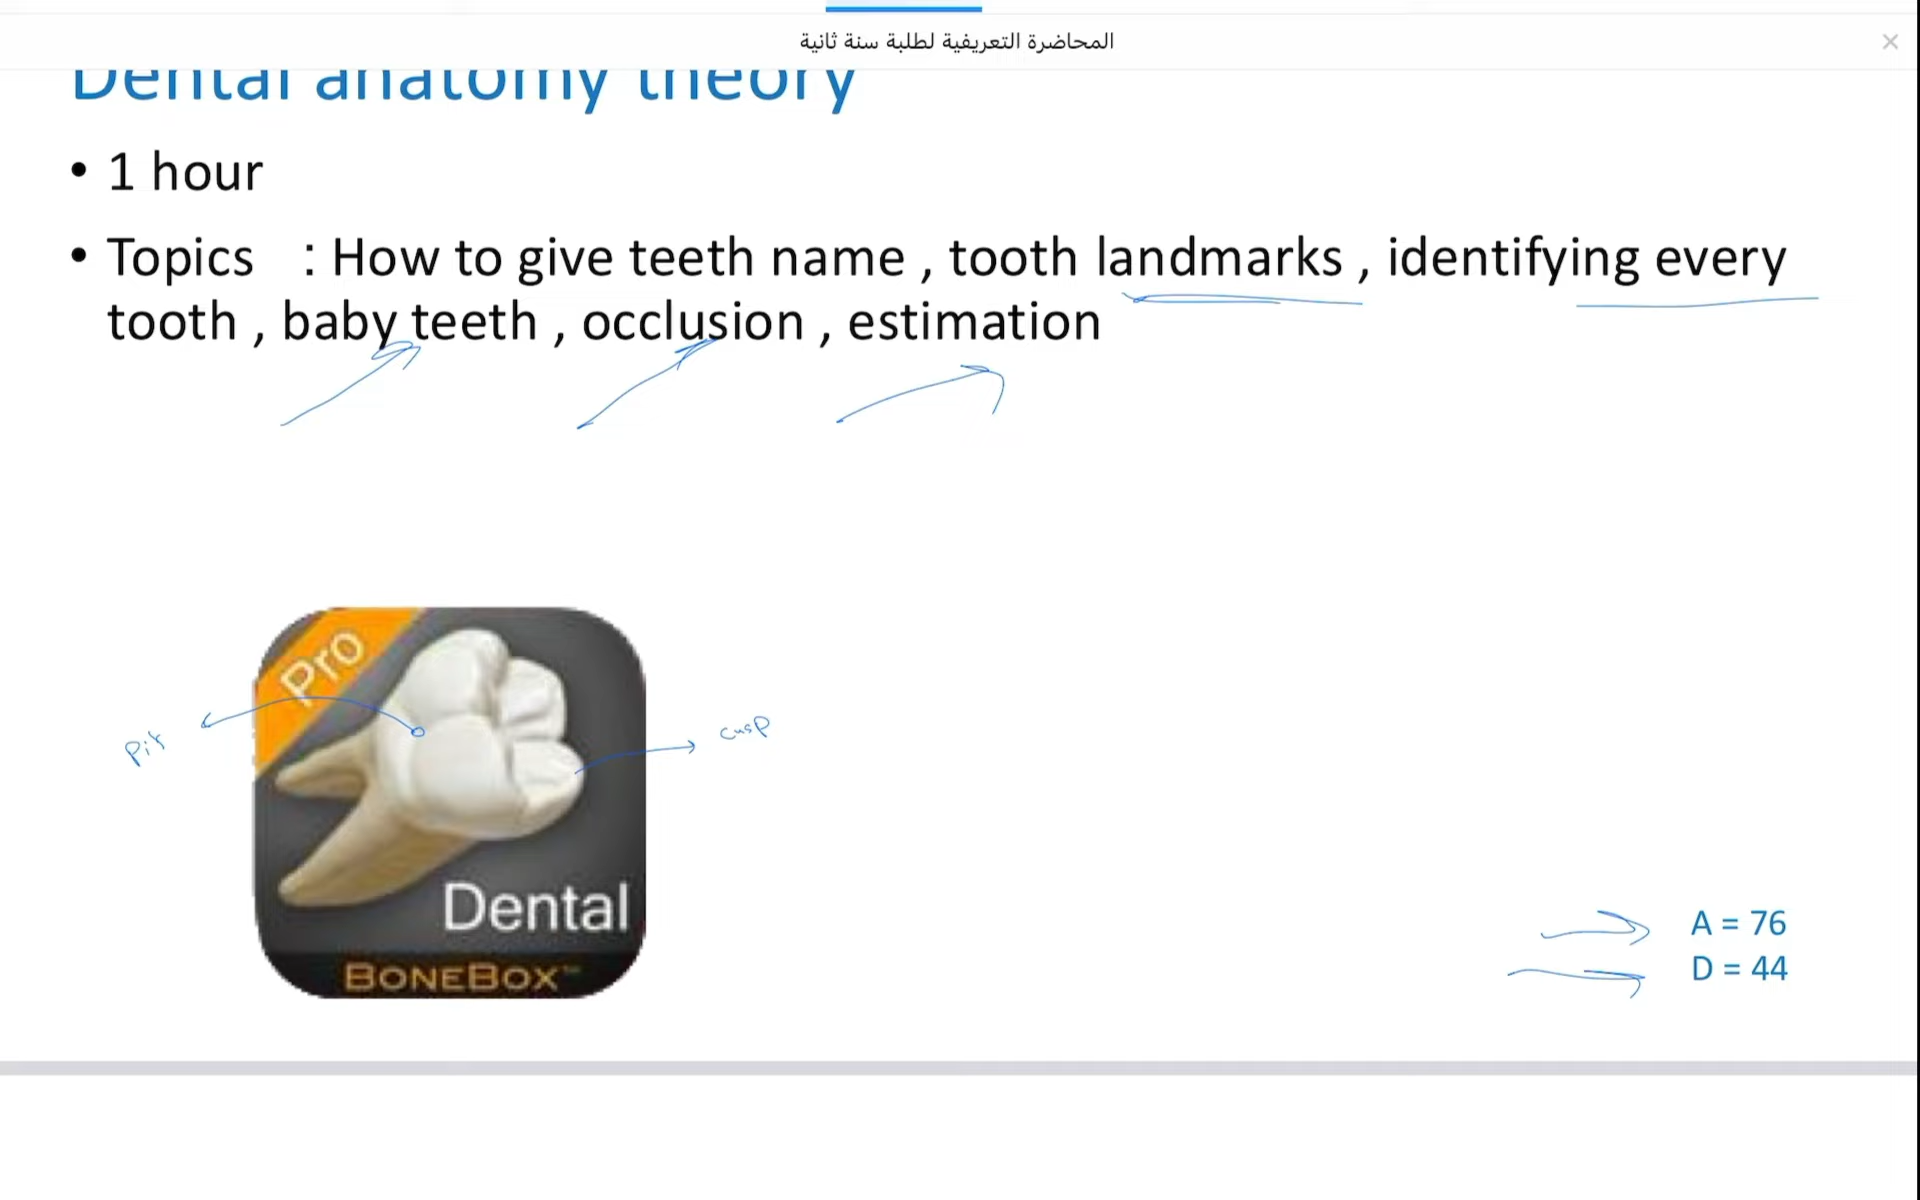 المحاضرة التعريفية لطلبة سنة ثانية
Dental anatomy theory
• 1 hour
• Topics : How to give teeth name , tooth landmarks , identifying every
tooth , baby teeth , occlusion , estimation
Pro
Pit
cusp
Dental
BONEBOX™
A = 76
D = 44